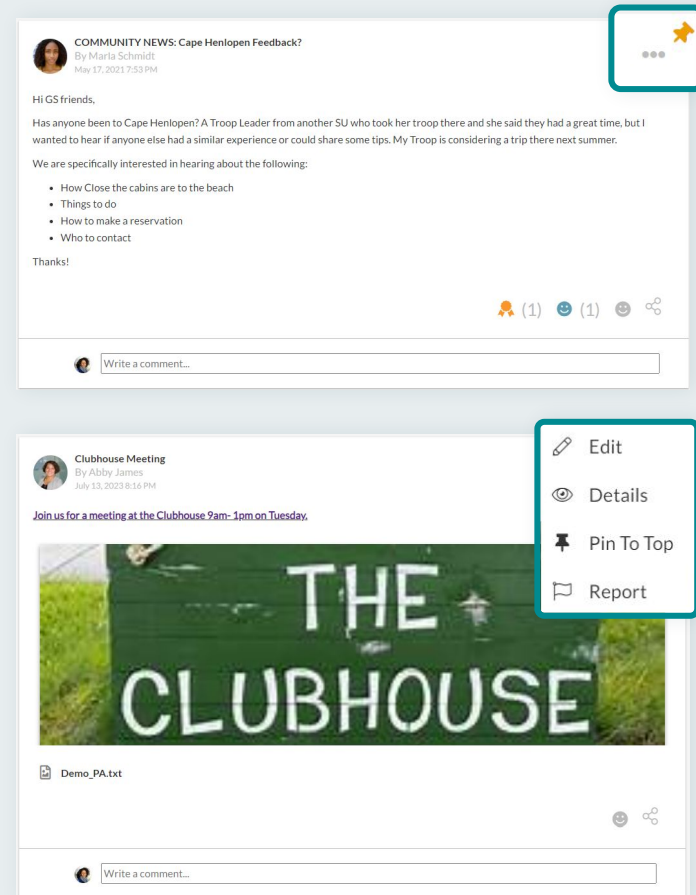 COMMUNITY NEWS: Cape Henlopen Feedback?
By Marla Schmidt
May 17, 2021 7:53 PM
Hi GS friends,
Has anyone been to Cape Henlopen? A Troop Leader from another SU who took her troop there and she said they had a great time, but I
wanted to hear if anyone else had a similar experience or could share some tips. My Troop is considering a trip there next summer.
We are specifically interested in hearing about the following:
• How Close the cabins are to the beach
• Things to do
• How to make a reservation
• Who to contact
Thanks!
(1) (1)
Write a comment...
Clubhouse Meeting
By Abby James
July 13, 2023 8:16 PM
Join us for a meeting at the Clubhouse 9am- 1pm on Tuesday.
Edit
Details
Pin To Top
Report
THE
CLUBHOUSE
Demo_PA.txt
Write a comment...